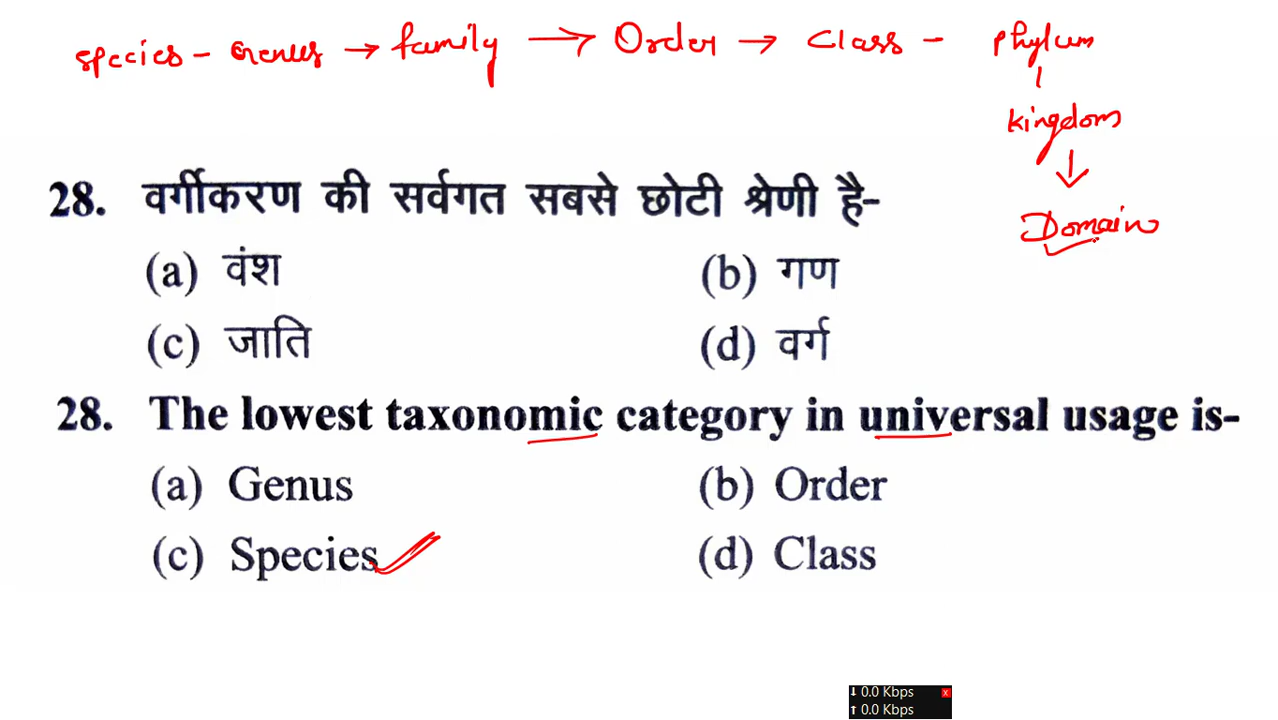 species - Genus → family → Order → Class - phylum
kingdom
↓
Domain
28. वर्गीकरण की सर्वगत सबसे छोटी श्रेणी है-
(a) वंश (b) गण
(c) जाति (d) वर्ग
28. The lowest taxonomic category in universal usage is-
(a) Genus (b) Order
(c) Species (d) Class
↓ 0.0 Kbps x
↑ 0.0 Kbps